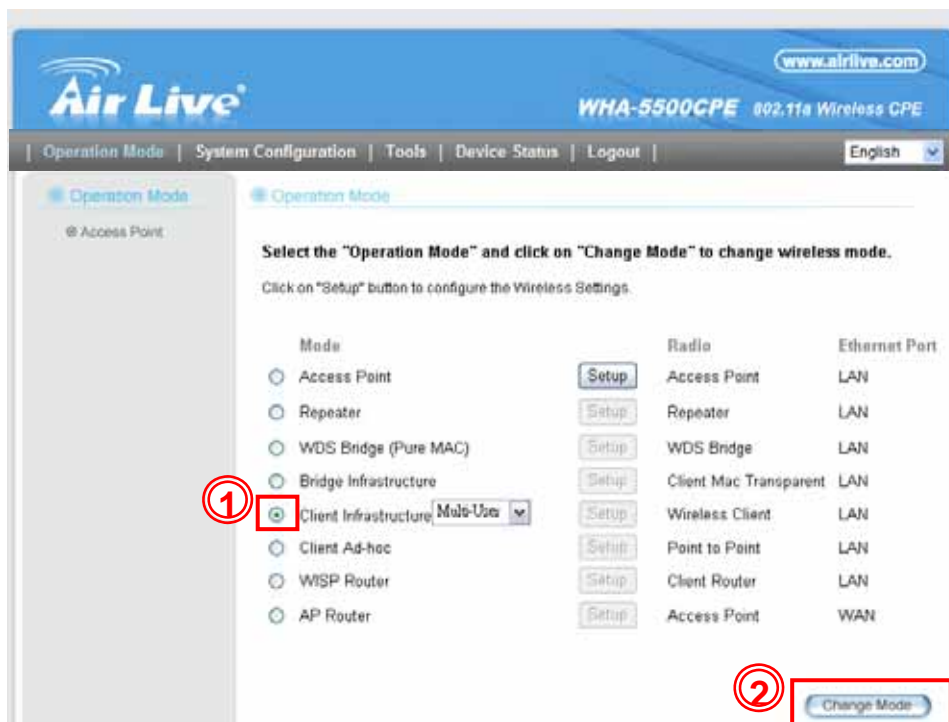 www.airlive.com
Air Live
WHA-5500CPE 802.11a Wireless CPE
| Operation Mode | System Configuration | Tools | Device Status | Logout | English
Operation Mode
Access Point
Operation Mode
Select the "Operation Mode" and click on "Change Mode" to change wireless mode.
Click on "Setup" button to configure the Wireless Settings.
Mode Radio Ethernet Port
Access Point Setup Access Point LAN
Repeater Setup Repeater LAN
WDS Bridge (Pure MAC) Setup WDS Bridge LAN
Bridge Infrastructure Setup Client Mac Transparent LAN
1
Client Infrastructure Multi-User Setup Wireless Client LAN
Client Ad-hoc Setup Point to Point LAN
WISP Router Setup Client Router LAN
AP Router Setup Access Point WAN
2
Change Mode